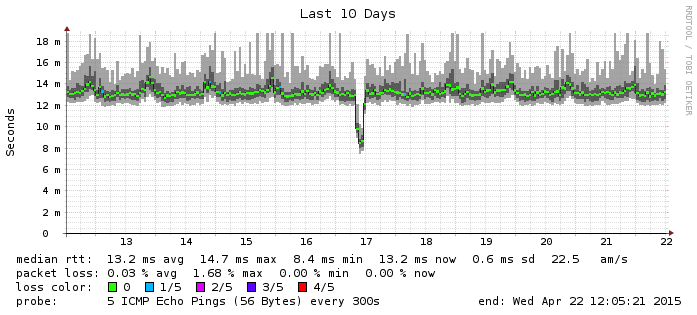 Last 10 Days
RRDTOOL / TOBI OETIKER
Seconds
18 m
16 m
14 m
12 m
10 m
8 m
6 m
4 m
2 m
0
13 14 15 16 17 18 19 20 21 22
median rtt: 13.2 ms avg 14.7 ms max 8.4 ms min 13.2 ms now 0.6 ms sd 22.5 am/s
packet loss: 0.03 % avg 1.68 % max 0.00 % min 0.00 % now
loss color: 0 1/5 2/5 3/5 4/5
probe: 5 ICMP Echo Pings (56 Bytes) every 300s end: Wed Apr 22 12:05:21 2015